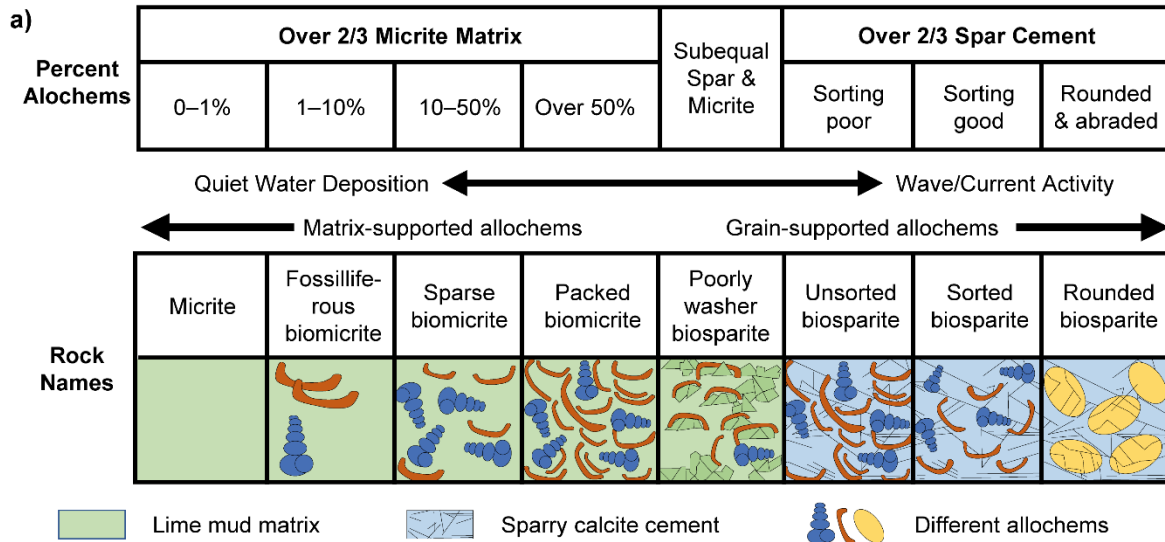 a)
Over 2/3 Micrite Matrix
Subequal
Spar &
Micrite
Over 2/3 Spar Cement
Percent
Alochems
0–1%
1–10%
10–50%
Over 50%
Sorting
poor
Sorting
good
Rounded
& abraded
Quiet Water Deposition
Wave/Current Activity
Matrix-supported allochems
Grain-supported allochems
Rock
Names
Micrite
Fossillife-
rous
biomicrite
Sparse
biomicrite
Packed
biomicrite
Poorly
washer
biosparite
Unsorted
biosparite
Sorted
biosparite
Rounded
biosparite
Lime mud matrix
Sparry calcite cement
Different allochems